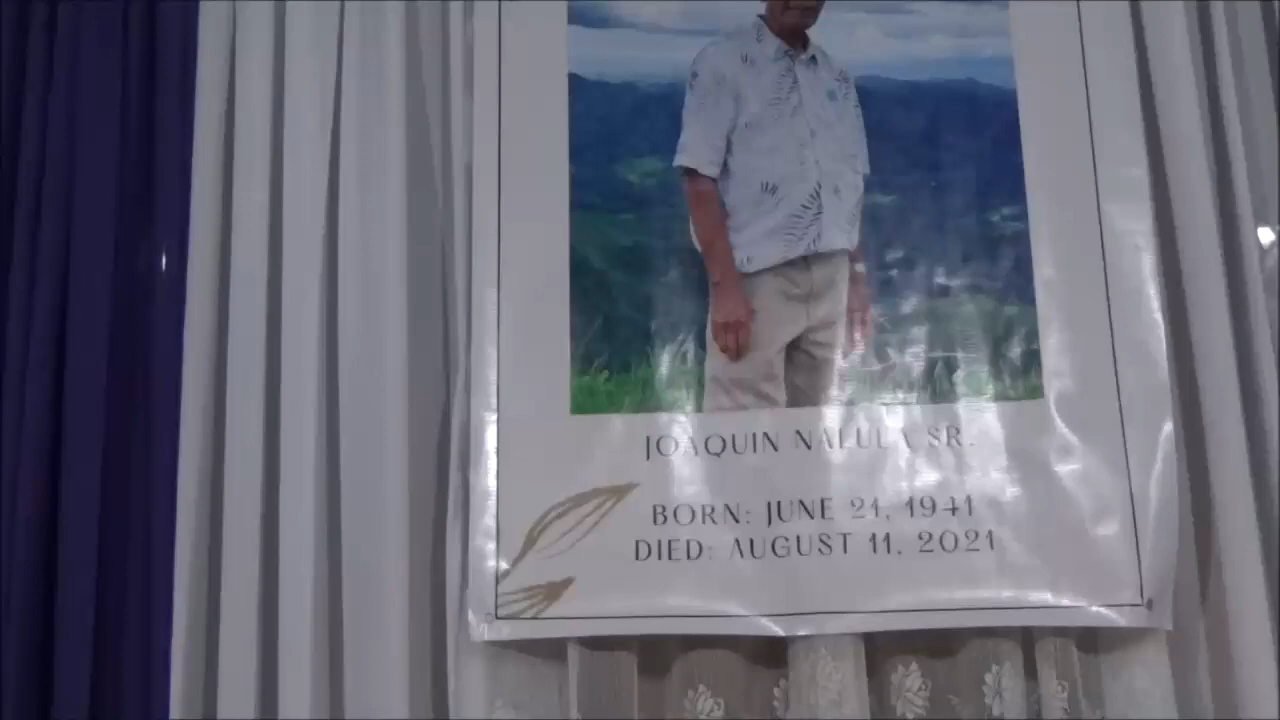 JOAQUIN NALULA SR.
BORN: JUNE 21, 1941
DIED: AUGUST 11, 2021